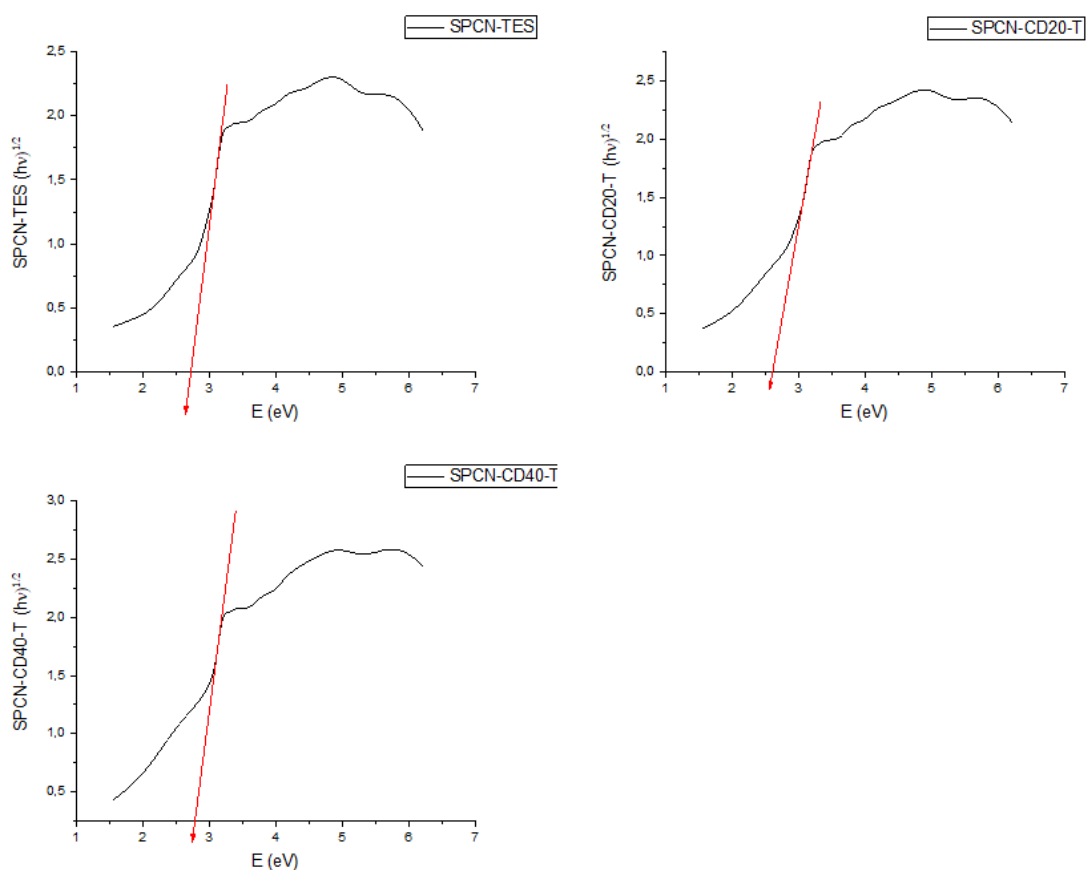 SPCN-TES
SPCN-TES (hν)^1/2
2,5
2,0
1,5
1,0
0,5
0,0
1 2 3 4 5 6 7
E (eV)
SPCN-CD20-T
SPCN-CD20-T (hν)^1/2
2,5
2,0
1,5
1,0
0,5
0,0
1 2 3 4 5 6 7
E (eV)
SPCN-CD40-T
SPCN-CD40-T (hν)^1/2
3,0
2,5
2,0
1,5
1,0
0,5
1 2 3 4 5 6 7
E (eV)